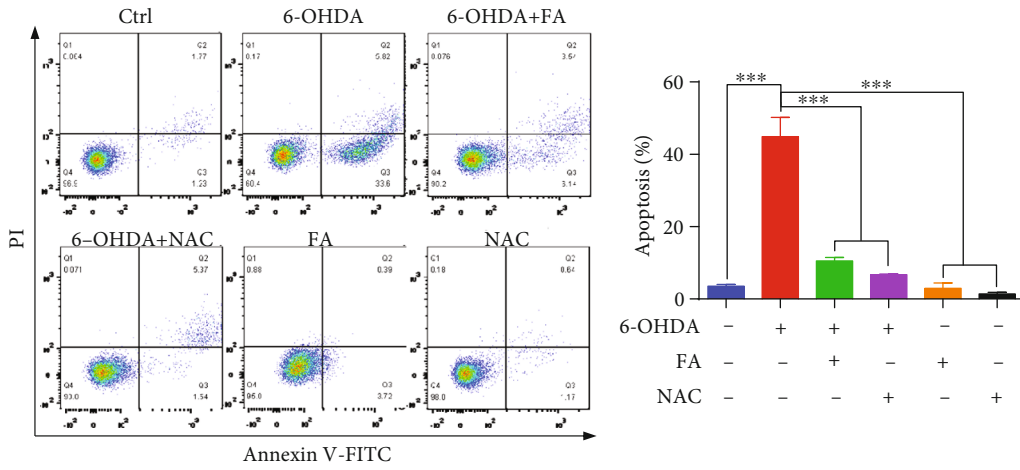 Ctrl 6-OHDA 6-OHDA+FA
Q1 Q2 Q1 Q2 Q1 Q2
0.064 1.77 0.17 5.82 0.076 3.54
Q4 Q3 Q4 Q3 Q4 Q3
96.9 1.23 60.4 33.6 90.2 6.14
6-OHDA+NAC FA NAC
Q1 Q2 Q1 Q2 Q1 Q2
0.071 5.37 0.88 0.39 0.18 0.64
Q4 Q3 Q4 Q3 Q4 Q3
93.0 1.54 95.0 3.72 98.0 1.17
PI
Annexin V-FITC
*** *** ***
60
40
20
0
Apoptosis (%)
6-OHDA – + + + – –
FA – – + – + –
NAC – – – + – +